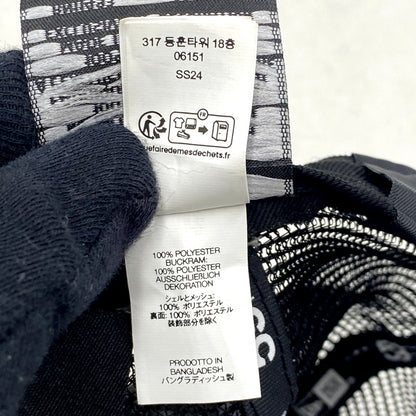 317 등훈타워 18층
06151
SS24
FR
quefairedemesdechets.fr
100% POLYESTER
BUCKRAM:
100% POLYESTER
AUSSCHLIEßLICH
DEKORATION
シェルとメッシュ:
100% ポリエステル
裏面: 100% ポリエステル
装飾部分を除く
PRODOTTO IN
BANGLADESH
バングラディッシュ製